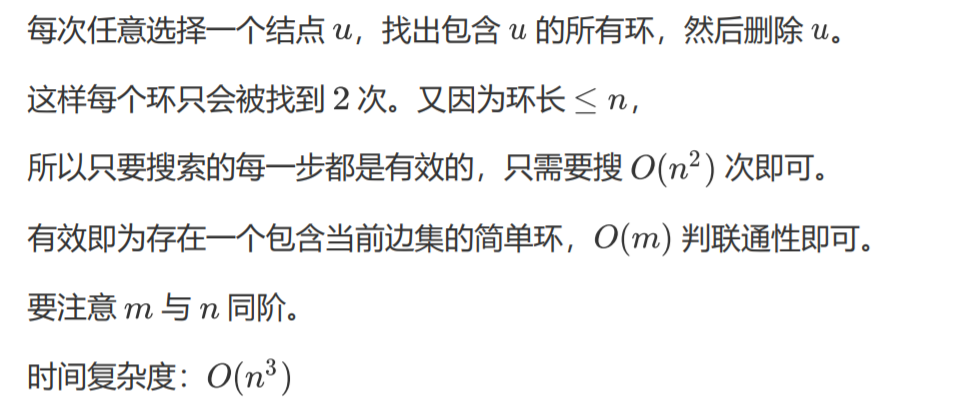 每次任意选择一个结点 u，找出包含 u 的所有环，然后删除 u。
这样每个环只会被找到 2 次。又因为环长 ≤ n，
所以只要搜索的每一步都是有效的，只需要搜 O(n²) 次即可。
有效即为存在一个包含当前边集的简单环，O(m) 判联通性即可。
要注意 m 与 n 同阶。
时间复杂度：O(n³)